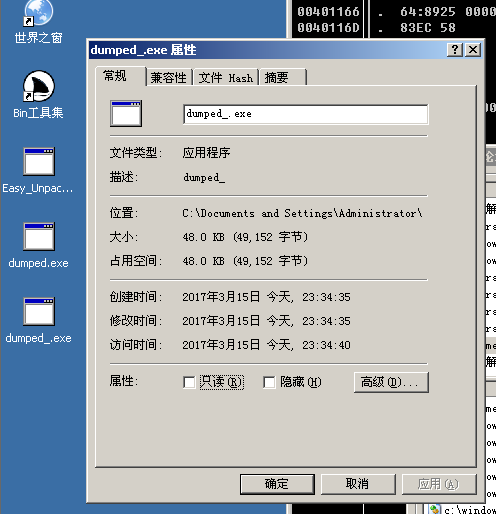 世界之窗
Bin工具集
Easy_Unpac...
dumped.exe
dumped_.exe
00401166 . 64:8925 0000
0040116D . 83EC 58
dumped_.exe 属性
常规 兼容性 文件 Hash 摘要
dumped_.exe
文件类型: 应用程序
描述: dumped_
位置: C:\Documents and Settings\Administrator\
大小: 48.0 KB (49,152 字节)
占用空间: 48.0 KB (49,152 字节)
创建时间: 2017年3月15日 今天, 23:34:35
修改时间: 2017年3月15日 今天, 23:34:35
访问时间: 2017年3月15日 今天, 23:34:40
属性: 只读(R) 隐藏(H) 高级(D)...
确定 取消 应用(A)
c:\window